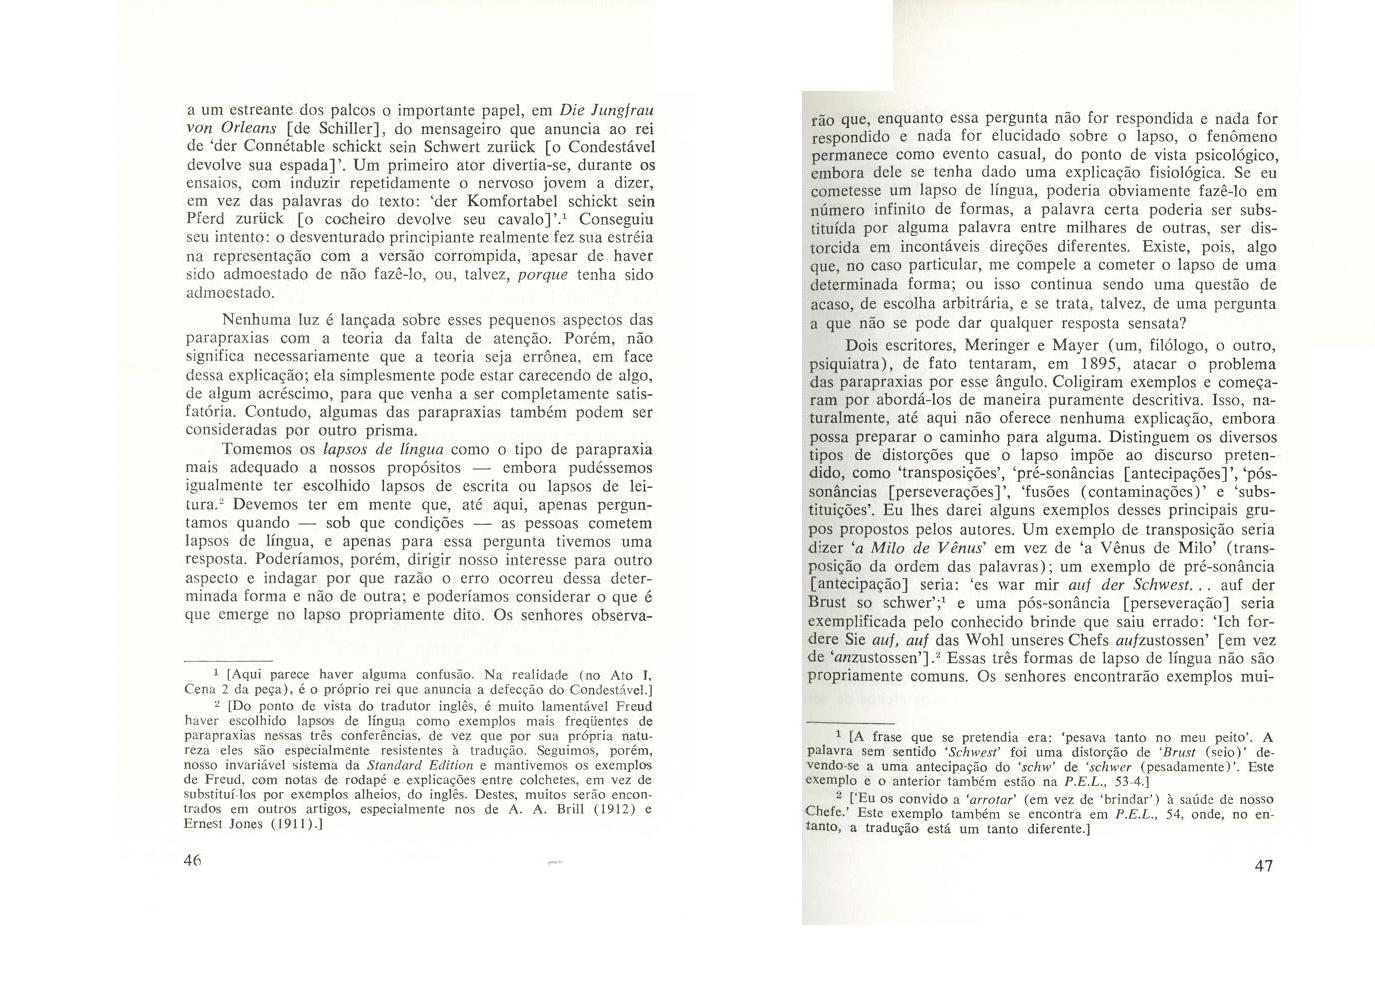 a um estreante dos palcos o importante papel, em Die Jungfrau
von Orleans [de Schiller], do mensageiro que anuncia ao rei
de ‘der Connétable schickt sein Schwert zurück [o Condestável
devolve sua espada]’. Um primeiro ator divertia-se, durante os
ensaios, com induzir repetidamente o nervoso jovem a dizer,
em vez das palavras do texto: ‘der Komfortabel schickt sein
Pferd zurück [o cocheiro devolve seu cavalo]’.¹ Conseguiu
seu intento: o desventurado principiante realmente fez sua estréia
na representação com a versão corrompida, apesar de haver
sido admoestado de não fazê-lo, ou, talvez, porque tenha sido
admoestado.
Nenhuma luz é lançada sobre esses pequenos aspectos das
parapraxias com a teoria da falta de atenção. Porém, não
significa necessariamente que a teoria seja errônea, em face
dessa explicação; ela simplesmente pode estar carecendo de algo,
de algum acréscimo, para que venha a ser completamente satis-
fatória. Contudo, algumas das parapraxias também podem ser
consideradas por outro prisma.
Tomemos os lapsos de língua como o tipo de parapraxia
mais adequado a nossos propósitos — embora pudéssemos
igualmente ter escolhido lapsos de escrita ou lapsos de lei-
tura.² Devemos ter em mente que, até aqui, apenas pergun-
tamos quando — sob que condições — as pessoas cometem
lapsos de língua, e apenas para essa pergunta tivemos uma
resposta. Poderíamos, porém, dirigir nosso interesse para outro
aspecto e indagar por que razão o erro ocorreu dessa deter-
minada forma e não de outra; e poderíamos considerar o que é
que emerge no lapso propriamente dito. Os senhores observa-
¹ [Aqui parece haver alguma confusão. Na realidade (no Ato I,
Cena 2 da peça), é o próprio rei que anuncia a defecção do Condestável.]
² [Do ponto de vista do tradutor inglês, é muito lamentável Freud
haver escolhido lapsos de língua como exemplos mais freqüentes de
parapraxias nessas três conferências, de vez que por sua própria natu-
reza eles são especialmente resistentes à tradução. Seguimos, porém,
nosso invariável sistema da Standard Edition e mantivemos os exemplos
de Freud, com notas de rodapé e explicações entre colchetes, em vez de
substituí-los por exemplos alheios, do inglês. Destes, muitos serão encon-
trados em outros artigos, especialmente nos de A. A. Brill (1912) e
Ernest Jones (1911).]
46
rão que, enquanto essa pergunta não for respondida e nada for
respondido e nada for elucidado sobre o lapso, o fenômeno
permanece como evento casual, do ponto de vista psicológico,
embora dele se tenha dado uma explicação fisiológica. Se eu
cometesse um lapso de língua, poderia obviamente fazê-lo em
número infinito de formas, a palavra certa poderia ser subs-
tituída por alguma palavra entre milhares de outras, ser dis-
torcida em incontáveis direções diferentes. Existe, pois, algo
que, no caso particular, me compele a cometer o lapso de uma
determinada forma; ou isso continua sendo uma questão de
acaso, de escolha arbitrária, e se trata, talvez, de uma pergunta
a que não se pode dar qualquer resposta sensata?
Dois escritores, Meringer e Mayer (um, filólogo, o outro,
psiquiatra), de fato tentaram, em 1895, atacar o problema
das parapraxias por esse ângulo. Coligiram exemplos e começa-
ram por abordá-los de maneira puramente descritiva. Isso, na-
turalmente, até aqui não oferece nenhuma explicação, embora
possa preparar o caminho para alguma. Distinguem os diversos
tipos de distorções que o lapso impõe ao discurso preten-
dido, como ‘transposições’, ‘pré-sonâncias [antecipações]’, ‘pós-
sonâncias [perseverações]’, ‘fusões (contaminações)’ e ‘subs-
tituições’. Eu lhes darei alguns exemplos desses principais gru-
pos propostos pelos autores. Um exemplo de transposição seria
dizer ‘a Milo de Vênus’ em vez de ‘a Vênus de Milo’ (trans-
posição da ordem das palavras); um exemplo de pré-sonância
[antecipação] seria: ‘es war mir auf der Schwest... auf der
Brust so schwer’;¹ e uma pós-sonância [perseveração] seria
exemplificada pelo conhecido brinde que saiu errado: ‘Ich for-
dere Sie auf, auf das Wohl unseres Chefs aufzustossen’ [em vez
de ‘anzustossen’].² Essas três formas de lapso de língua não são
propriamente comuns. Os senhores encontrarão exemplos mui-
¹ [A frase que se pretendia era: ‘pesava tanto no meu peito’. A
palavra sem sentido ‘Schwest’ foi uma distorção de ‘Brust (seio)’ de-
vendo-se a uma antecipação do ‘schw’ de ‘schwer (pesadamente)’. Este
exemplo e o anterior também estão na P.E.L., 53-4.]
² [‘Eu os convido a ‘arrotar’ (em vez de ‘brindar’) à saúde de nosso
Chefe.’ Este exemplo também se encontra em P.E.L., 54, onde, no en-
tanto, a tradução está um tanto diferente.]
47